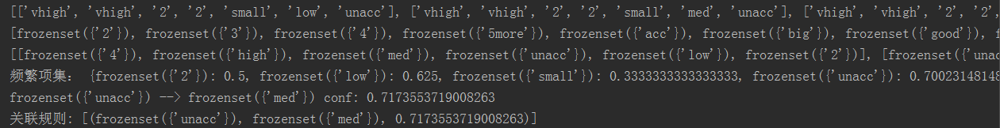 [['vhigh', 'vhigh', '2', '2', 'small', 'low', 'unacc'], ['vhigh', 'vhigh', '2', '2', 'small', 'med', 'unacc'], ['vhigh', 'vhigh', '2', '2'
[frozenset({'2'}), frozenset({'3'}), frozenset({'4'}), frozenset({'5more'}), frozenset({'acc'}), frozenset({'big'}), frozenset({'good'}), f
[[frozenset({'4'}), frozenset({'high'}), frozenset({'med'}), frozenset({'unacc'}), frozenset({'low'}), frozenset({'2'})], [frozenset({'unac
频繁项集： {frozenset({'2'}): 0.5, frozenset({'low'}): 0.625, frozenset({'small'}): 0.3333333333333333, frozenset({'unacc'}): 0.70023148148
frozenset({'unacc'}) --> frozenset({'med'}) conf: 0.7173553719008263
关联规则: [(frozenset({'unacc'}), frozenset({'med'}), 0.7173553719008263)]